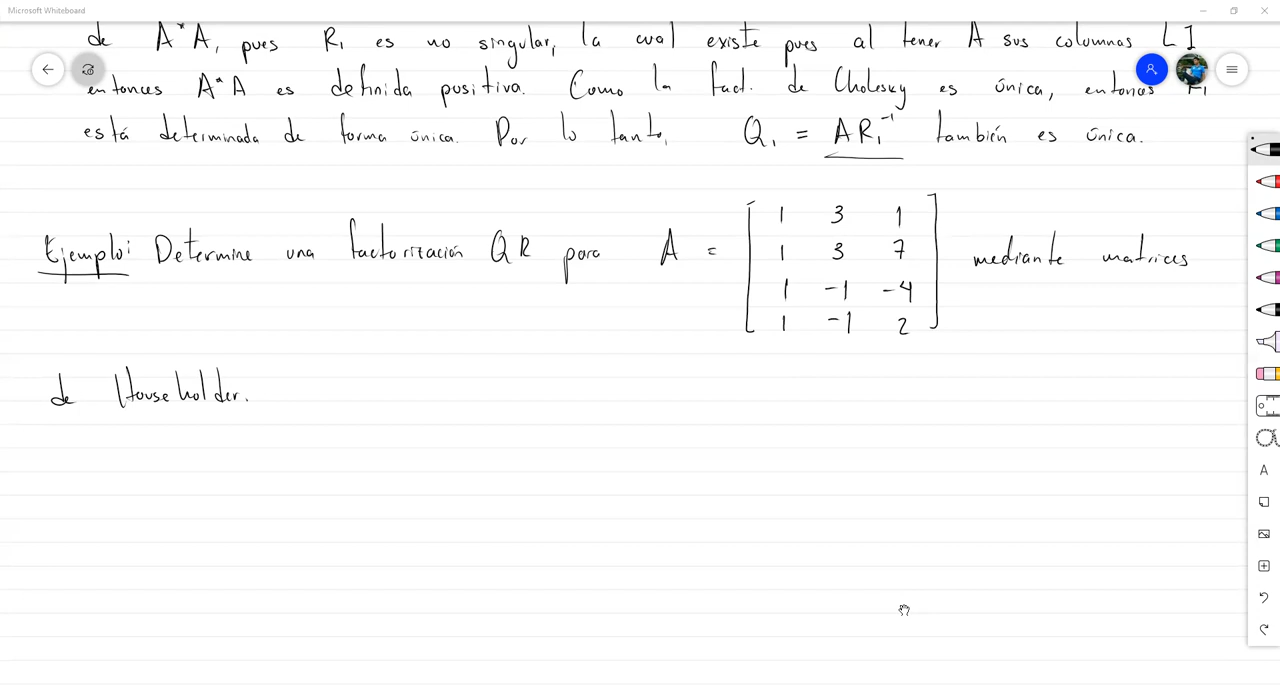 Microsoft Whiteboard
de A*A, pues R₁ es no singular, la cual existe pues al tener A sus columnas LI
entonces A*A es definida positiva. Como la fact. de Cholesky es única, entonces R₁
está determinada de forma única. Por lo tanto, Q₁ = AR₁⁻¹ también es única.
Ejemplo: Determine una factorización QR para A = [ 1 3 1 mediante matrices
1 3 7
1 -1 -4
1 -1 2 ]
de Householder.
A